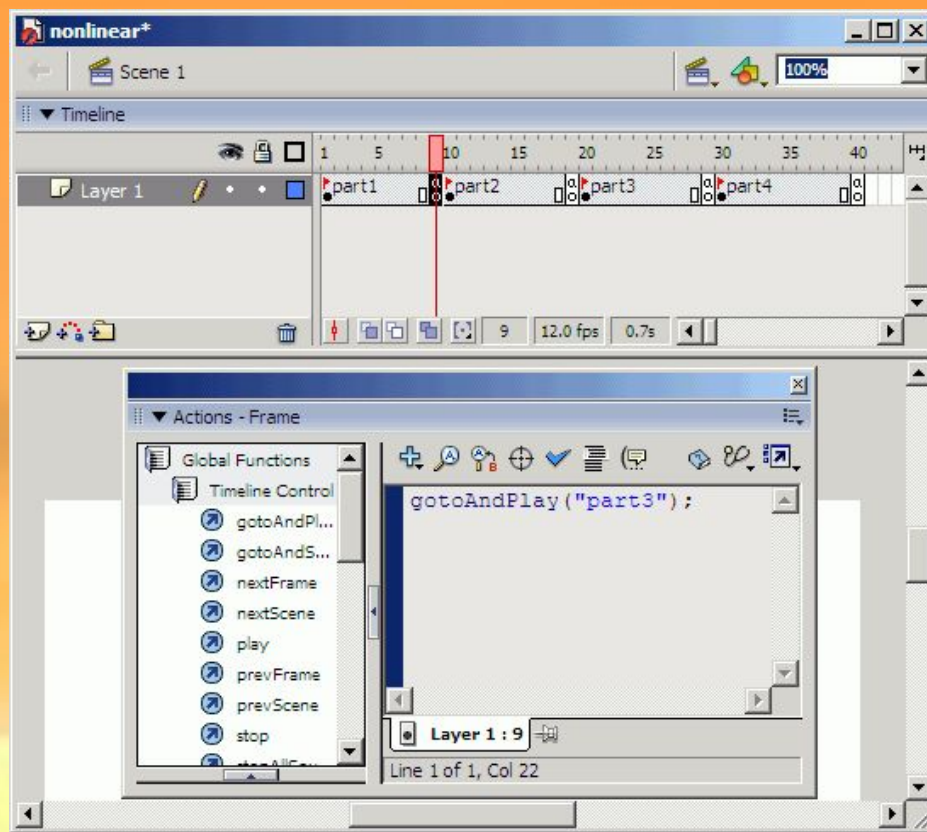 nonlinear*
Scene 1
100%
Timeline
1 5 10 15 20 25 30 35 40
Layer 1
part1 part2 part3 part4
9 12.0 fps 0.7s
Actions - Frame
Global Functions
Timeline Control
gotoAndPl...
gotoAndS...
nextFrame
nextScene
play
prevFrame
prevScene
stop
gotoAndPlay("part3");
Layer 1 : 9
Line 1 of 1, Col 22